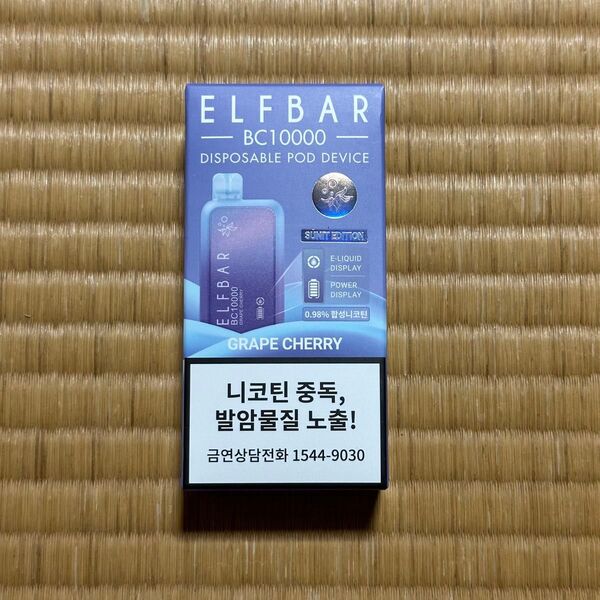 ELFBAR
BC10000
DISPOSABLE POD DEVICE
SUNIT EDITION
E-LIQUID
DISPLAY
POWER
DISPLAY
0.98% 합성니코틴
ELFBAR
BC10000
GRAPE CHERRY
GRAPE CHERRY
니코틴 중독,
발암물질 노출!
금연상담전화 1544-9030